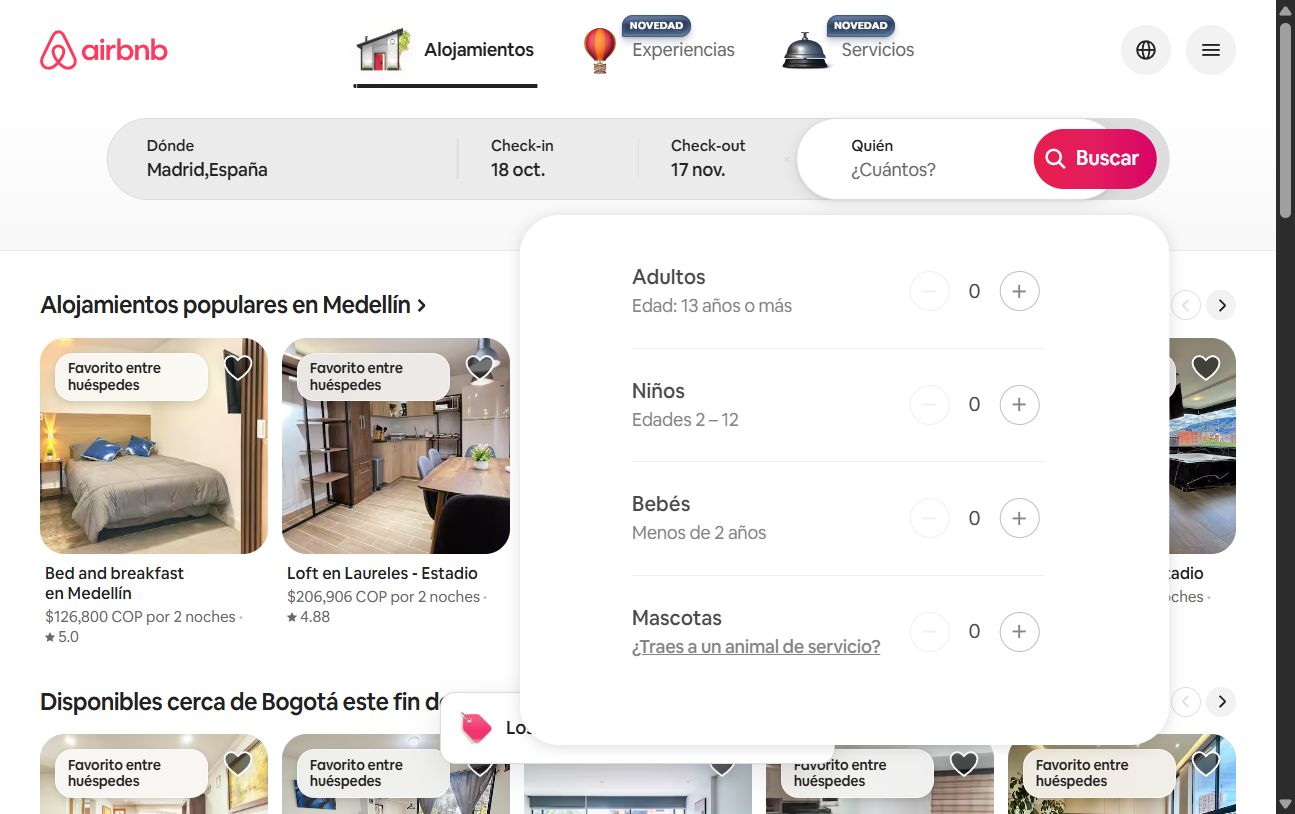 airbnb
Alojamientos
NOVEDAD
Experiencias
NOVEDAD
Servicios
Dónde
Madrid,España
Check-in
18 oct.
Check-out
17 nov.
Quién
¿Cuántos?
Buscar
Adultos
Edad: 13 años o más
0
Niños
Edades 2 – 12
0
Bebés
Menos de 2 años
0
Mascotas
¿Traes a un animal de servicio?
0
Alojamientos populares en Medellín
Favorito entre
huéspedes
Favorito entre
huéspedes
Bed and breakfast
en Medellín
$126,800 COP por 2 noches ·
5.0
Loft en Laureles - Estadio
$206,906 COP por 2 noches ·
4.88
Disponibles cerca de Bogotá este fin
Favorito entre
huéspedes
Favorito entre
huéspedes
Favorito entre
huéspedes
Favorito entre
huéspedes